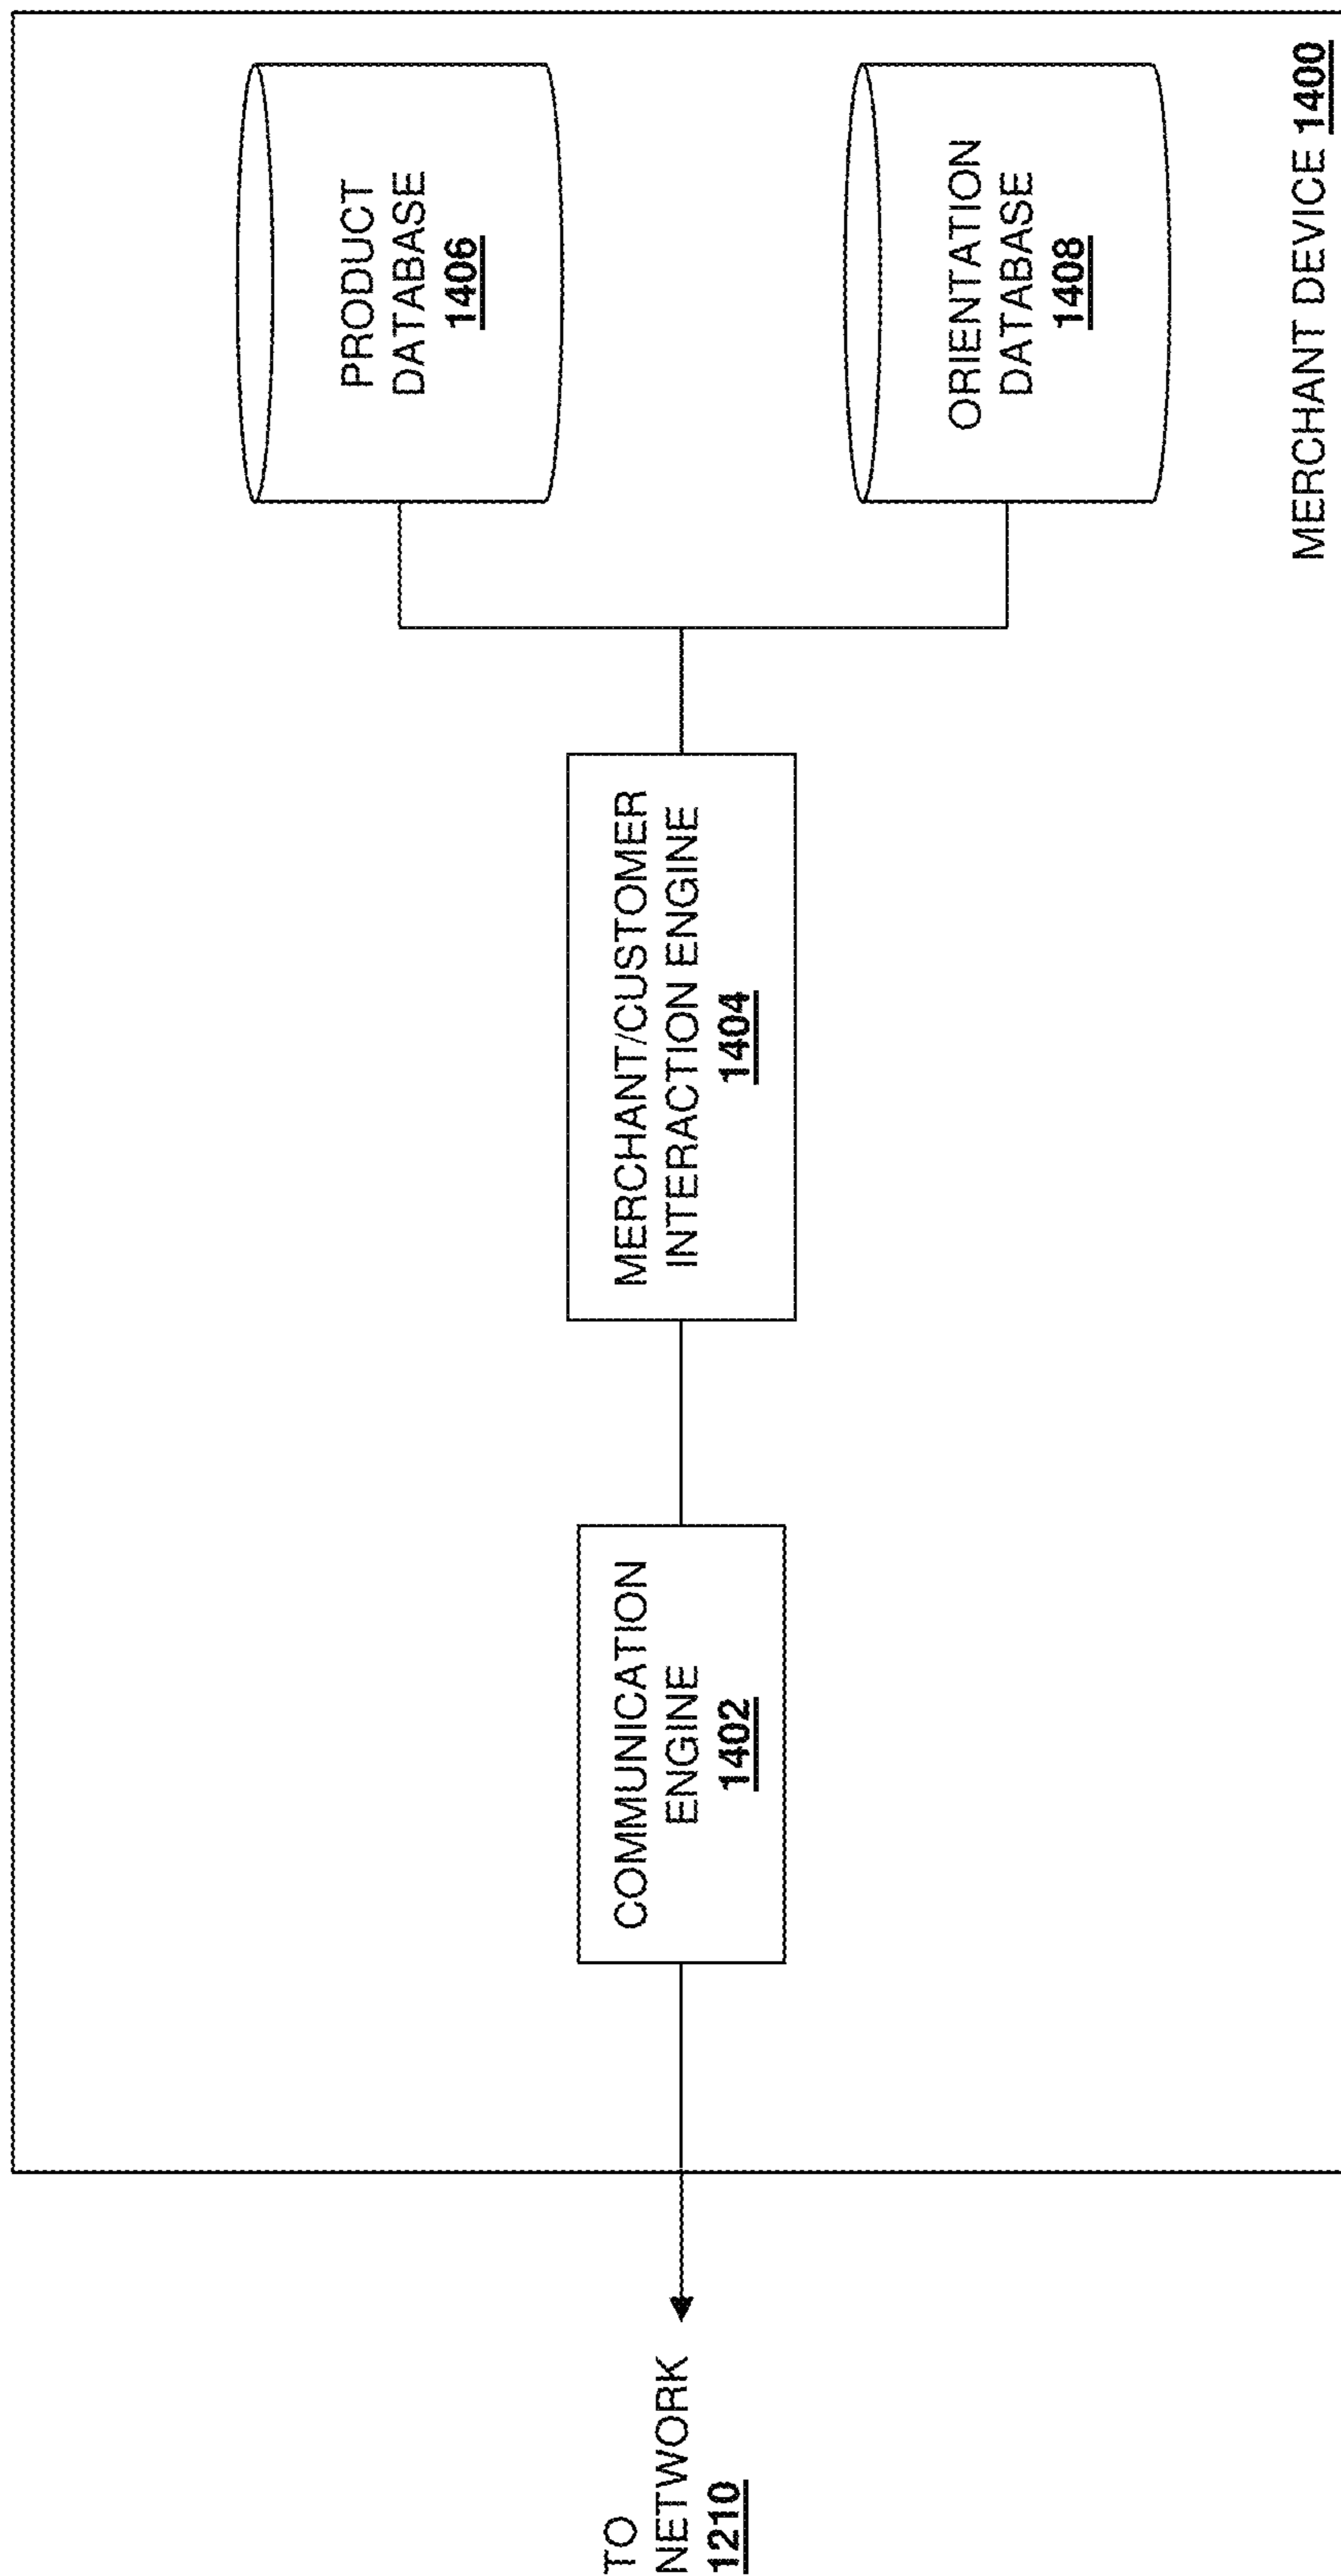 TO
NETWORK
1210
COMMUNICATION
ENGINE
1402
MERCHANT/CUSTOMER
INTERACTION ENGINE
1404
PRODUCT
DATABASE
1406
ORIENTATION
DATABASE
1408
MERCHANT DEVICE 1400